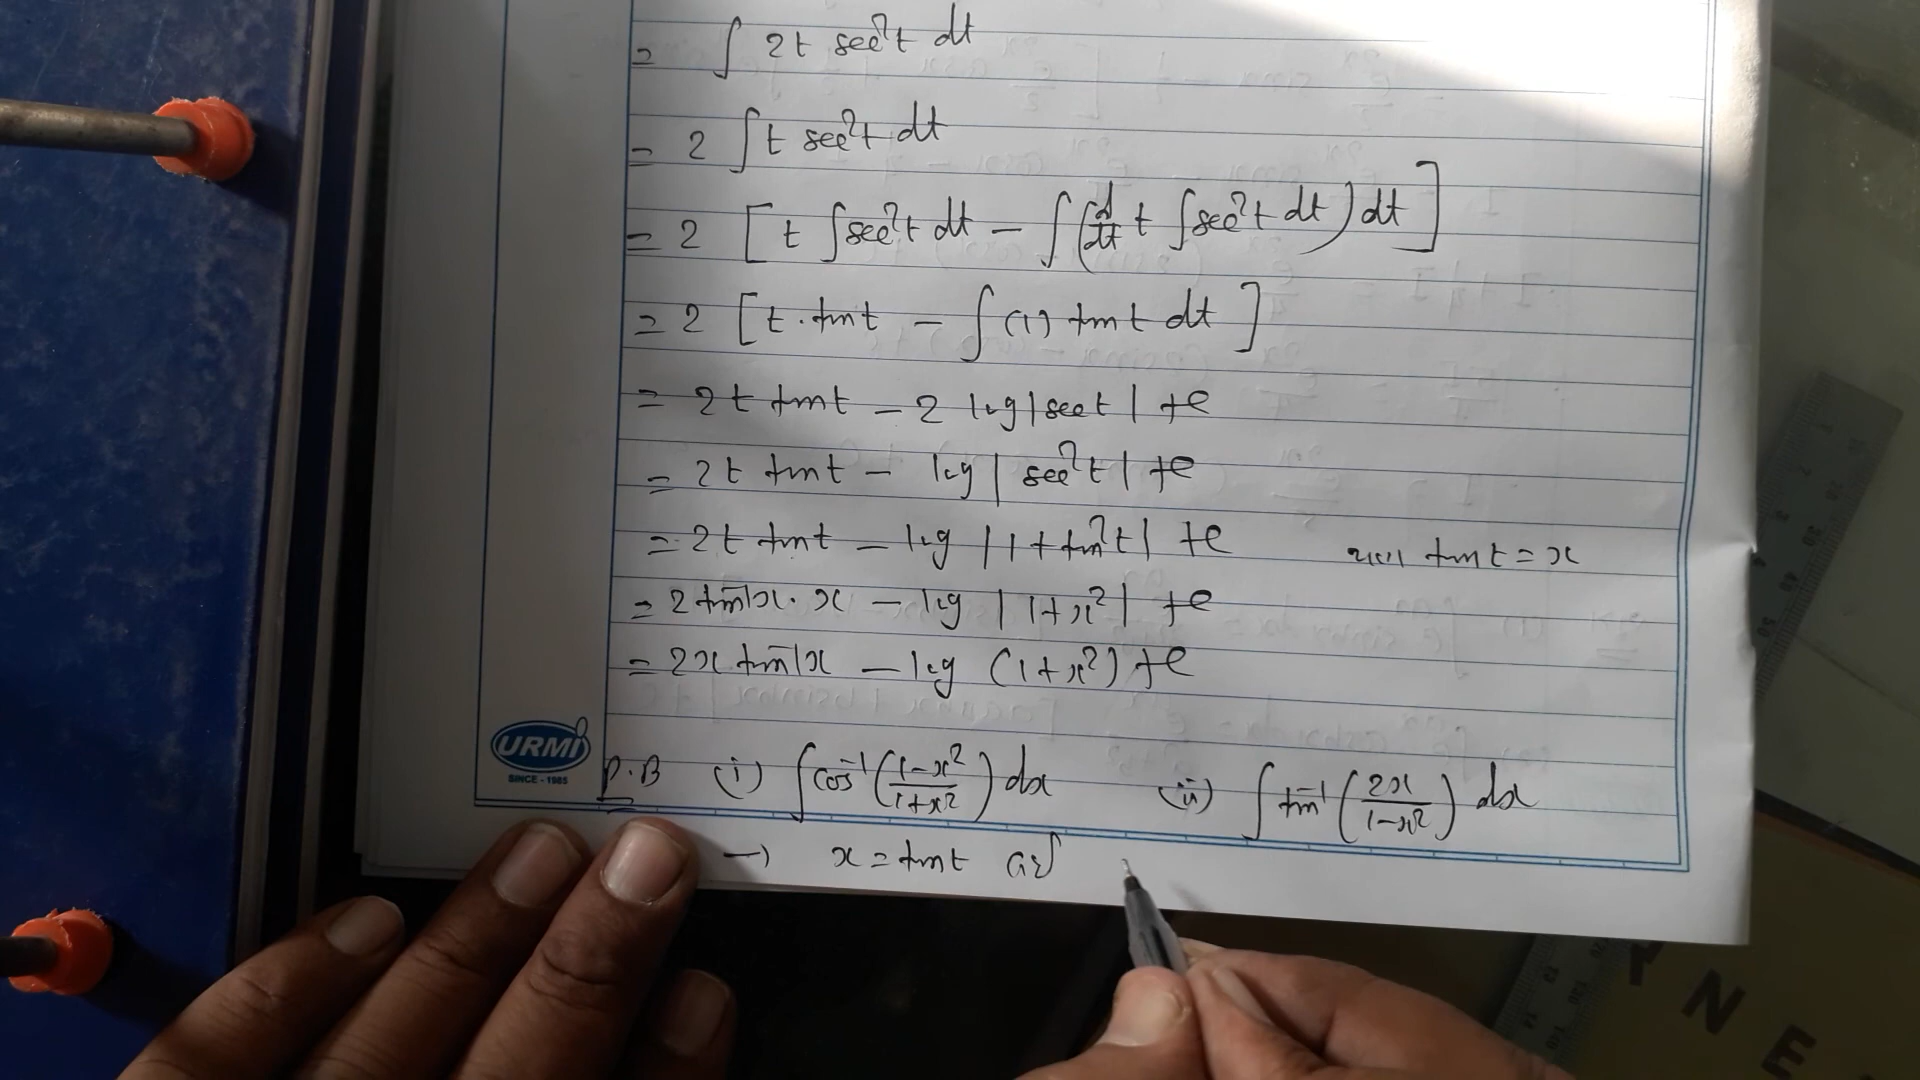 = ∫ 2t sec²t dt
= 2 ∫ t sec²t dt
= 2 [ t ∫ sec²t dt – ∫ ( d/dt t ∫ sec²t dt ) dt ]
= 2 [ t · tan t – ∫ (1) tan t dt ]
= 2t tan t – 2 log |sec t| + c
= 2t tan t – log | sec²t | + c
= 2t tan t – log | 1 + tan²t | + c tan t = x
= 2 tan⁻¹x · x – log | 1 + x² | + c
= 2x tan⁻¹x – log (1 + x²) + c
URMI
SINCE - 1985
P.B (i) ∫ cos⁻¹ ( 1–x² / 1+x² ) dx (ii) ∫ tan⁻¹ ( 2x / 1–x² ) dx
→ x = tan t